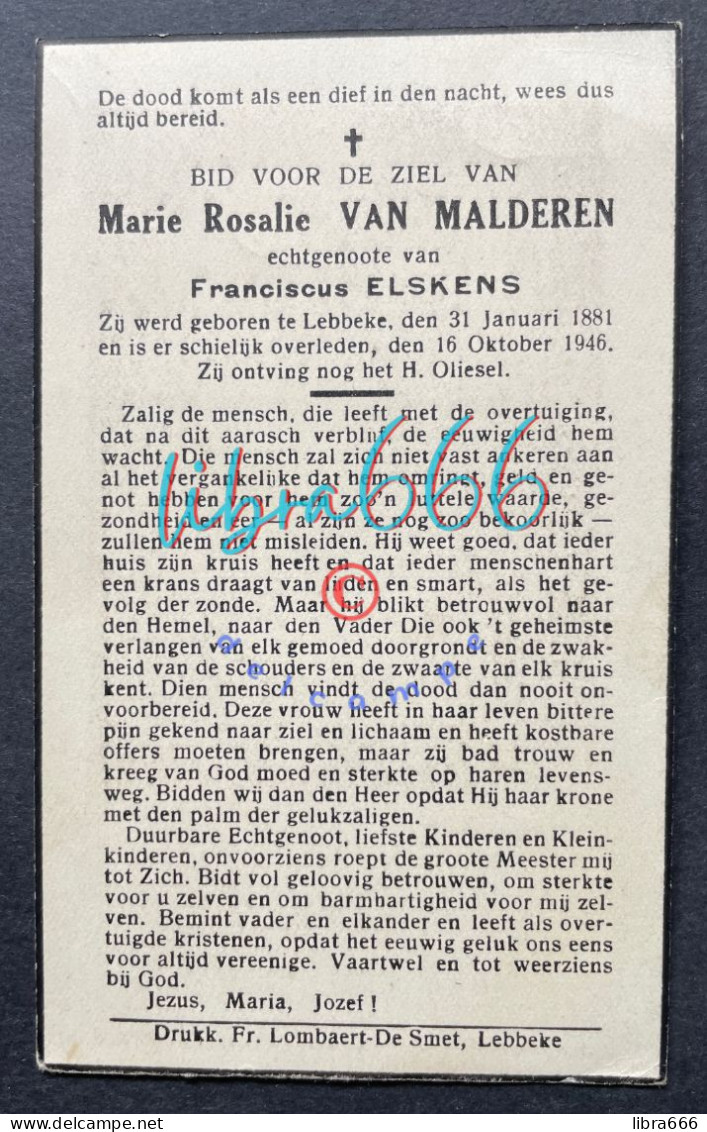 De dood komt als een dief in den nacht, wees dus
altijd bereid.
BID VOOR DE ZIEL VAN
Marie Rosalie VAN MALDEREN
echtgenoote van
Franciscus ELSKENS
Zij werd geboren te Lebbeke, den 31 Januari 1881
en is er schielijk overleden, den 16 Oktober 1946.
Zij ontving nog het H. Oliesel.
Zalig de mensch, die leeft met de overtuiging,
dat na dit aardsch verblijf, de eeuwigheid hem
wacht. Die mensch zal zich niet vast ankeren aan
al het vergankelijke dat hem omringt, geld en ge-
not hebben voor hem zoo'n luttele waarde, ge-
zondheid en eer — al zijn ze nog zoo bekoorlijk —
zullen hem niet misleiden. Hij weet goed, dat ieder
huis zijn kruis heeft en dat ieder menschenhart
een krans draagt van lijden en smart, als het ge-
volg der zonde. Maar hij blikt betrouwvol naar
den Hemel, naar den Vader Die ook 't geheimste
verlangen van elk gemoed doorgrondt en de zwak-
heid van de schouders en de zwaarte van elk kruis
kent. Dien mensch vindt de dood dan nooit on-
voorbereid. Deze vrouw heeft in haar leven bittere
pijn gekend naar ziel en lichaam en heeft kostbare
offers moeten brengen, maar zij bad trouw en
kreeg van God moed en sterkte op haren levens-
weg. Bidden wij dan den Heer opdat Hij haar krone
met den palm der gelukzaligen.
Duurbare Echtgenoot, liefste Kinderen en Klein-
kinderen, onvoorziens roept de groote Meester mij
tot Zich. Bidt vol geloovig betrouwen, om sterkte
voor u zelven en om barmhartigheid voor mij zel-
ven. Bemint vader en elkander en leeft als over-
tuigde kristenen, opdat het eeuwig geluk ons eens
voor altijd vereenige. Vaartwel en tot weerziens
bij God.
Jezus, Maria, Jozef !
Drukk. Fr. Lombaert-De Smet, Lebbeke
libra666
©
delcampe
libra666